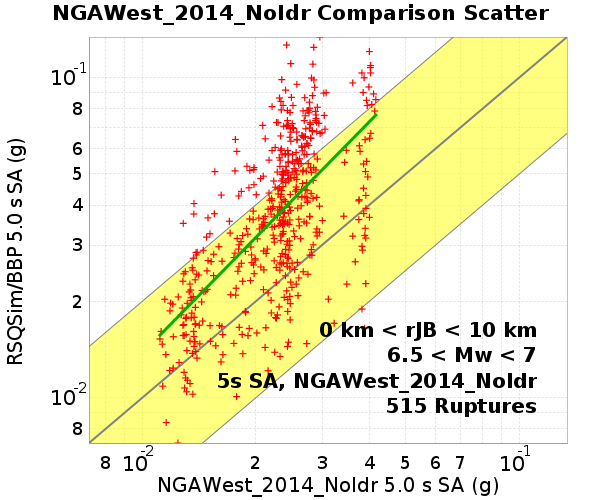 NGAWest_2014_NoIdr Comparison Scatter
RSQSim/BBP 5.0 s SA (g)
10-1
8
6
5
4
3
2
10-2
8
0 km < rJB < 10 km
6.5 < Mw < 7
5s SA, NGAWest_2014_NoIdr
515 Ruptures
8 10-2 2 3 4 5 6 7 10-1
NGAWest_2014_NoIdr 5.0 s SA (g)